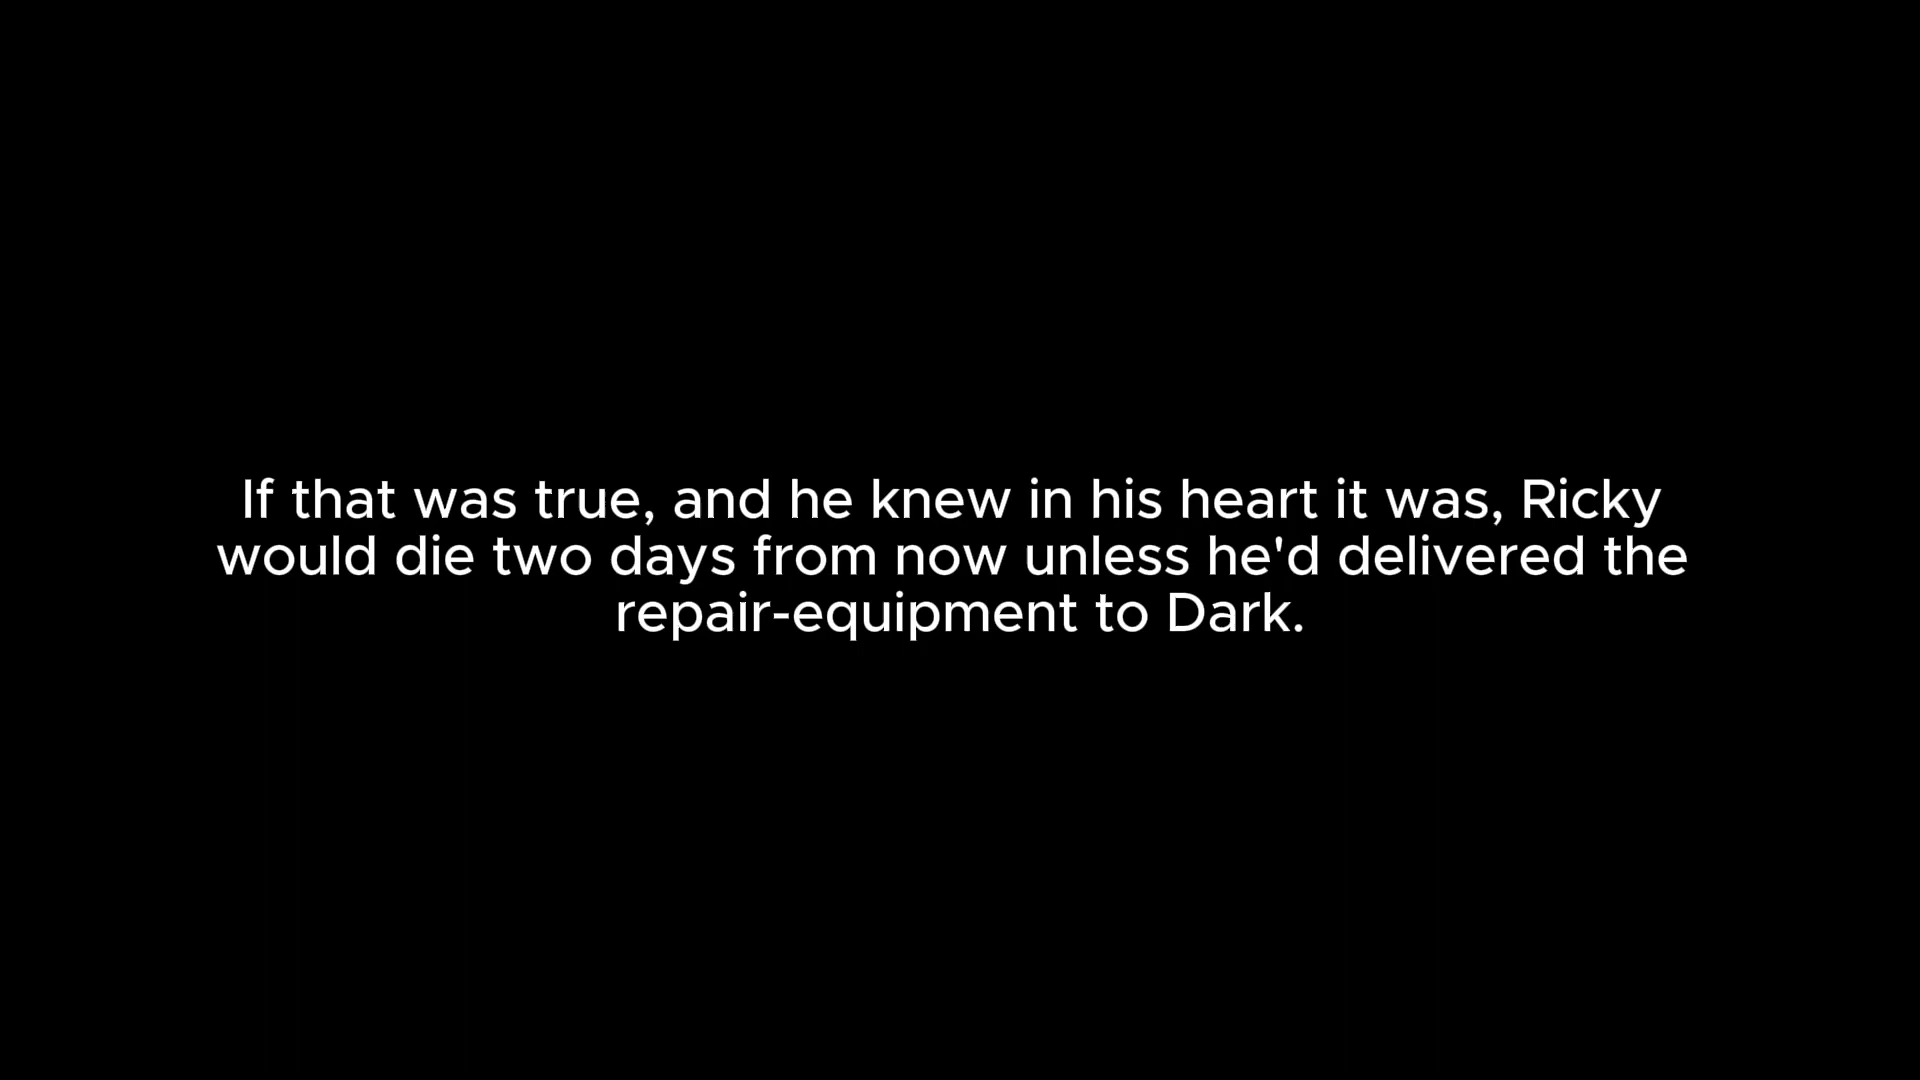 If that was true, and he knew in his heart it was, Ricky
would die two days from now unless he'd delivered the
repair-equipment to Dark.